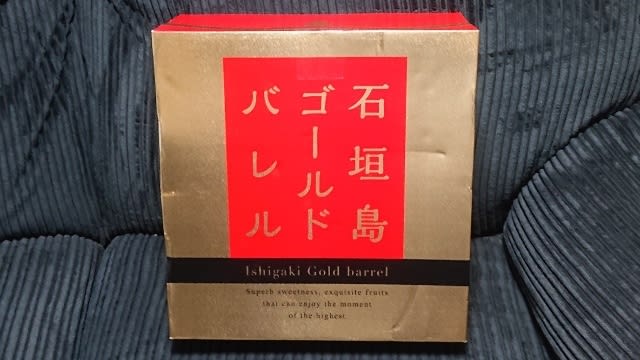 石垣島
ゴールド
バレル
Ishigaki Gold barrel
Superb sweetness, exquisite fruits
that can enjoy the moment
of the highest